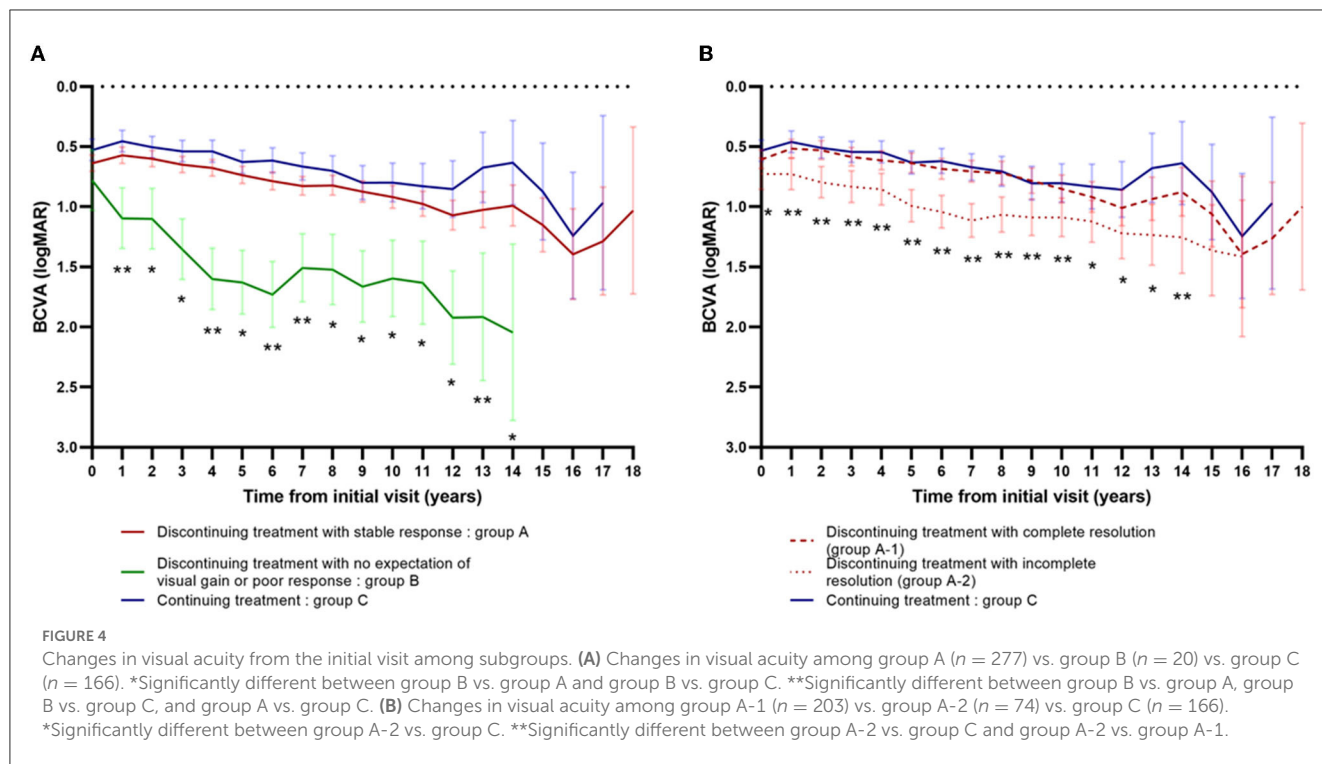 A
0.0
0.5
1.0
1.5
2.0
2.5
3.0
BCVA (logMAR)
** * * ** * ** ** * * * * * ** *
0 1 2 3 4 5 6 7 8 9 10 11 12 13 14 15 16 17 18
Time from initial visit (years)
Discontinuing treatment with stable response : group A
Discontinuing treatment with no expectation of
visual gain or poor response : group B
Continuing treatment : group C
B
0.0
0.5
1.0
1.5
2.0
2.5
3.0
BCVA (logMAR)
* ** ** ** ** ** ** ** ** ** ** * * * **
0 1 2 3 4 5 6 7 8 9 10 11 12 13 14 15 16 17 18
Time from initial visit (years)
Discontinuing treatment with complete resolution
(group A-1)
Discontinuing treatment with incomplete
resolution (group A-2)
Continuing treatment : group C
FIGURE 4
Changes in visual acuity from the initial visit among subgroups. (A) Changes in visual acuity among group A (n = 277) vs. group B (n = 20) vs. group C
(n = 166). *Significantly different between group B vs. group A and group B vs. group C. **Significantly different between group B vs. group A, group
B vs. group C, and group A vs. group C. (B) Changes in visual acuity among group A-1 (n = 203) vs. group A-2 (n = 74) vs. group C (n = 166).
*Significantly different between group A-2 vs. group C. **Significantly different between group A-2 vs. group C and group A-2 vs. group A-1.